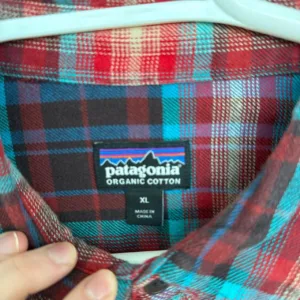 patagonia
ORGANIC COTTON
XL
MADE IN
CHINA